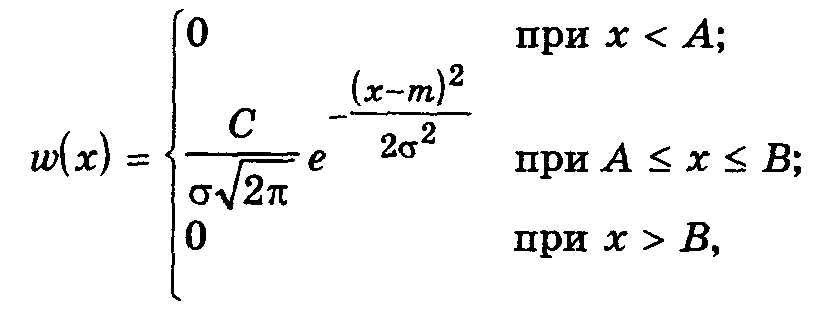 w(x) = { 0 при x < A;
C/(σ√2π) e^(-(x-m)²/(2σ²)) при A ≤ x ≤ B;
0 при x > B,